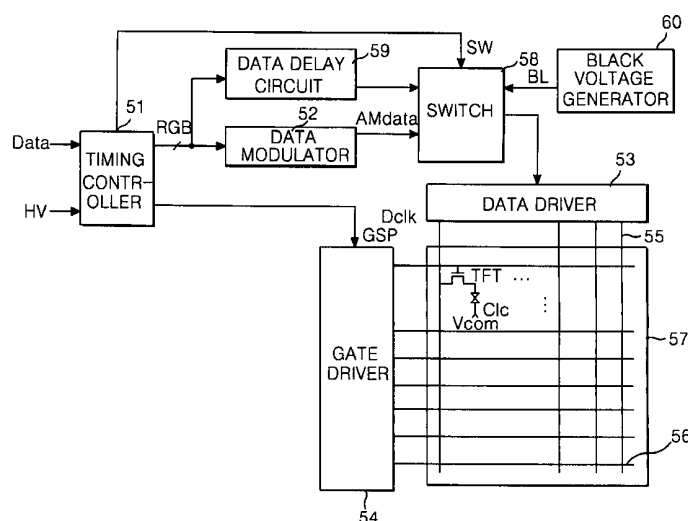 60
59
SW
58
DATA DELAY
CIRCUIT
BLACK
VOLTAGE
GENERATOR
BL
51
RGB
52
AMdata
SWITCH
Data
DATA
MODULATOR
TIMING
CONTR-
OLLER
53
HV
DATA DRIVER
Dclk
GSP
55
TFT ...
Clc
Vcom
57
GATE
DRIVER
56
54